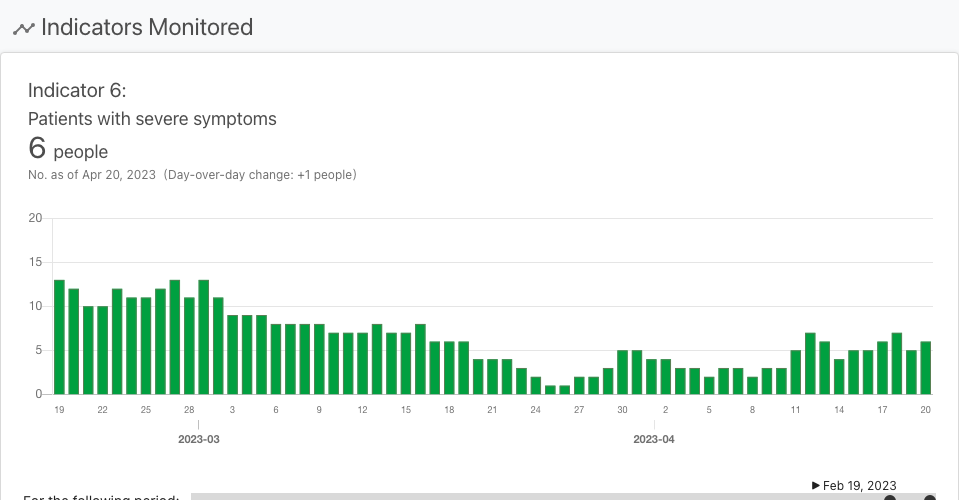 Indicators Monitored
Indicator 6:
Patients with severe symptoms
6 people
No. as of Apr 20, 2023 (Day-over-day change: +1 people)
20
15
10
5
0
19 22 25 28 3 6 9 12 15 18 21 24 27 30 2 5 8 11 14 17 20
2023-03 2023-04
▶Feb 19, 2023
For the following period: